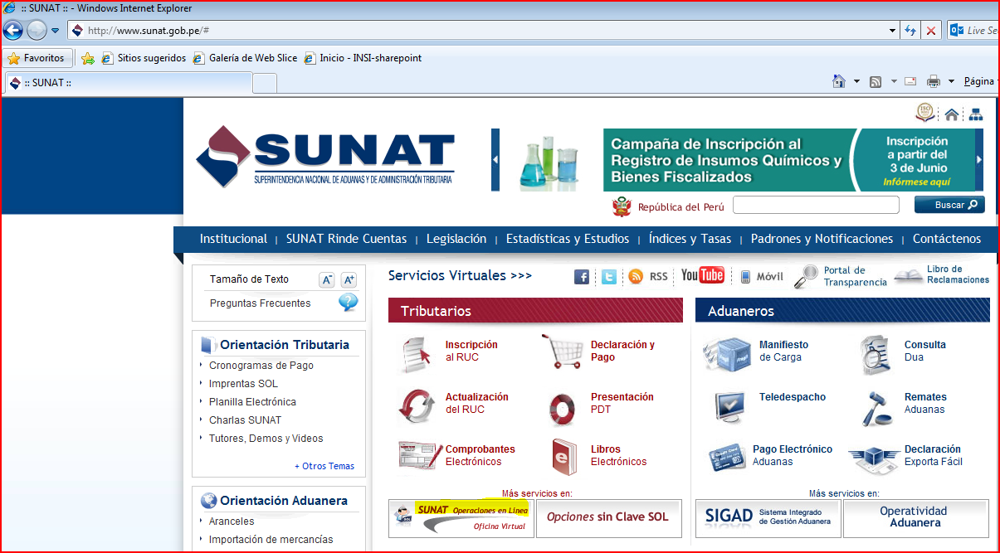 :: SUNAT :: - Windows Internet Explorer
http://www.sunat.gob.pe/#
Live Se
Favoritos
Sitios sugeridos
Galería de Web Slice
Inicio - INSI-sharepoint
:: SUNAT ::
Página
SUNAT
SUPERINTENDENCIA NACIONAL DE ADUANAS Y DE ADMINISTRACIÓN TRIBUTARIA
Campaña de Inscripción al
Registro de Insumos Químicos y
Bienes Fiscalizados
Inscripción
a partir del
3 de Junio
Infórmese aquí
ISO
República del Perú
Buscar
Institucional | SUNAT Rinde Cuentas | Legislación | Estadísticas y Estudios | Índices y Tasas | Padrones y Notificaciones | Contáctenos
Tamaño de Texto
A-
A+
Preguntas Frecuentes
?
Orientación Tributaria
Cronogramas de Pago
Imprentas SOL
Planilla Electrónica
Charlas SUNAT
Tutores, Demos y Videos
+ Otros Temas
Orientación Aduanera
Aranceles
Importación de mercancías
Servicios Virtuales >>>
f
t
RSS
YouTube
Móvil
Portal de
Transparencia
Libro de
Reclamaciones
Tributarios
Inscripción
al RUC
Declaración y
Pago
Actualización
del RUC
Presentación
PDT
Comprobantes
Electrónicos
e
Libros
Electrónicos
Más servicios en:
SUNAT Operaciones en Línea
Oficina Virtual
Opciones sin Clave SOL
Aduaneros
Manifiesto
de Carga
Consulta
Dua
Teledespacho
Remates
Aduanas
Pago Electrónico
Aduanas
Declaración
Exporta Fácil
Más servicios en:
SIGAD
Sistema Integrado
de Gestión Aduanera
Operatividad
Aduanera